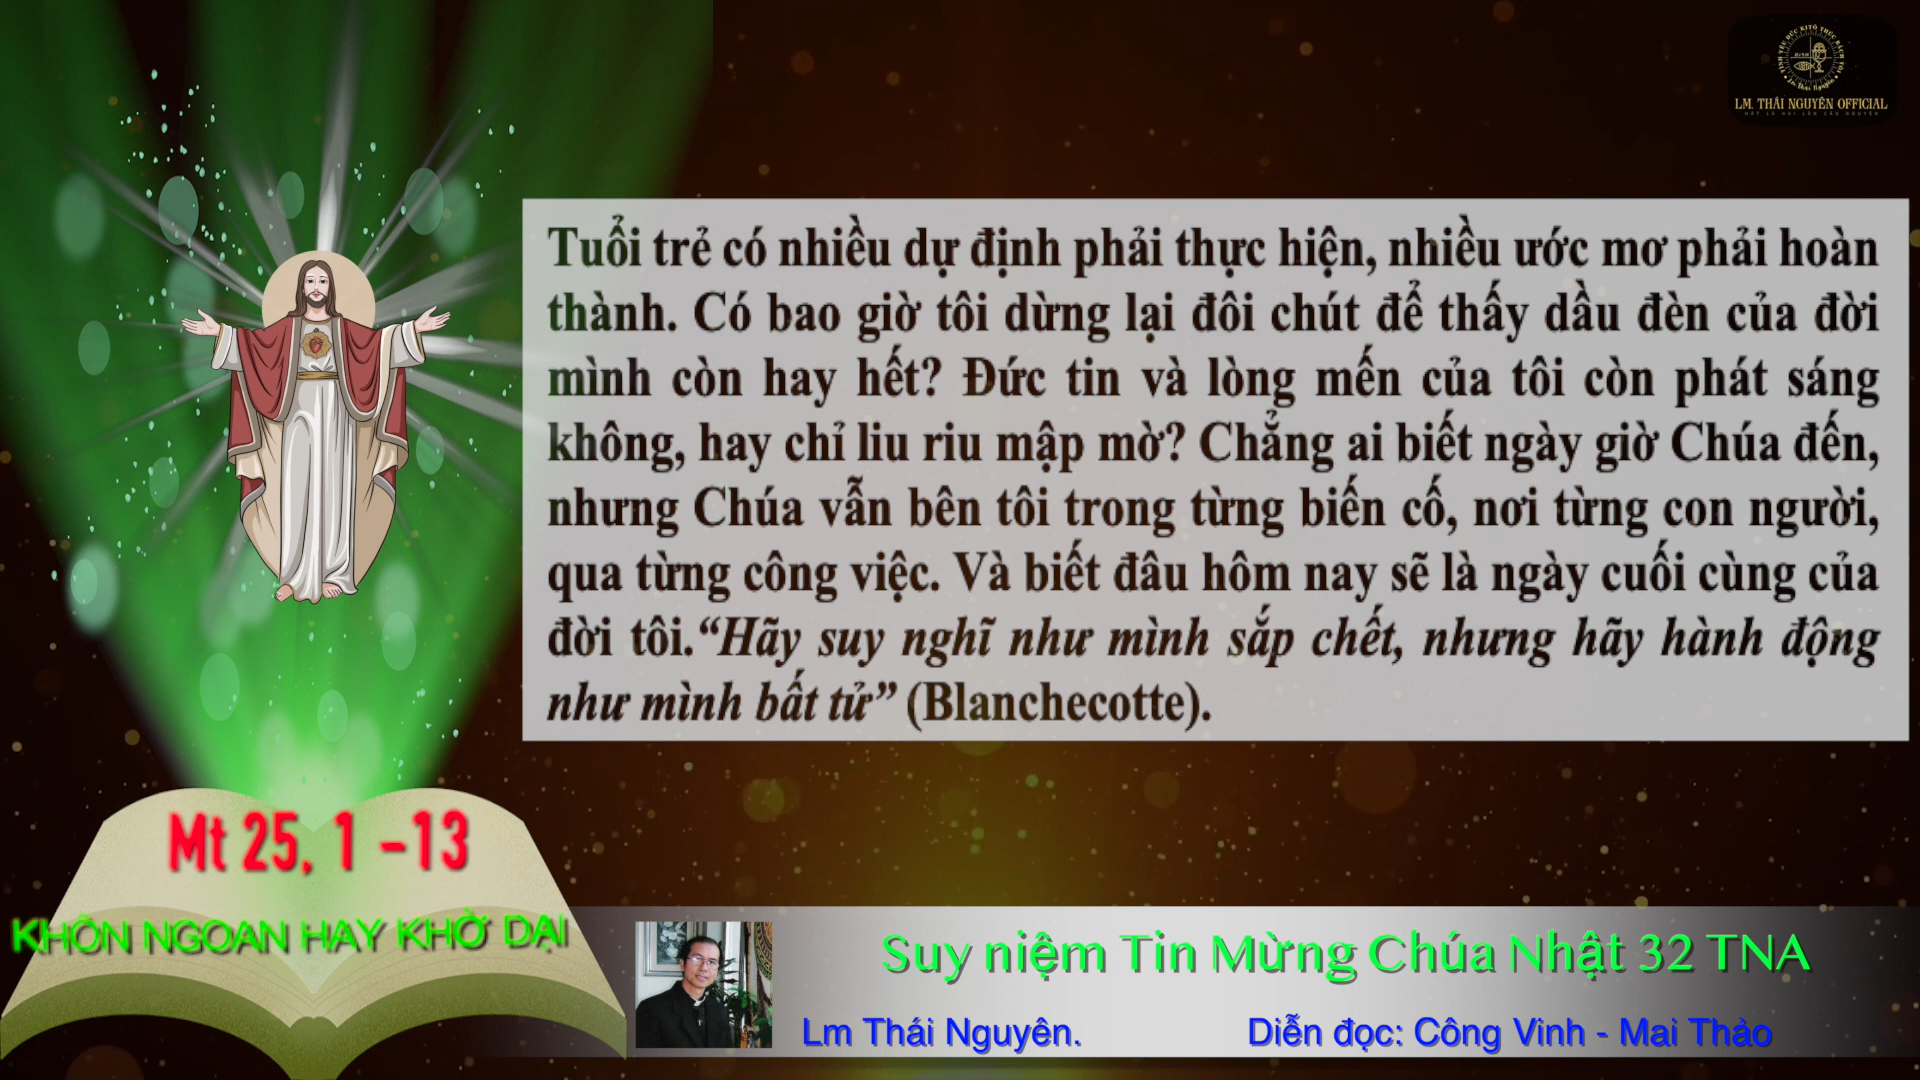 LM. THÁI NGUYÊN OFFICIAL
Tuổi trẻ có nhiều dự định phải thực hiện, nhiều ước mơ phải hoàn
thành. Có bao giờ tôi dừng lại đôi chút để thấy dầu đèn của đời
mình còn hay hết? Đức tin và lòng mến của tôi còn phát sáng
không, hay chỉ liu riu mập mờ? Chẳng ai biết ngày giờ Chúa đến,
nhưng Chúa vẫn bên tôi trong từng biến cố, nơi từng con người,
qua từng công việc. Và biết đâu hôm nay sẽ là ngày cuối cùng của
đời tôi.“Hãy suy nghĩ như mình sắp chết, nhưng hãy hành động
như mình bất tử” (Blanchecotte).
Mt 25, 1 -13
KHÔN NGOAN HAY KHỜ DẠI
Suy niệm Tin Mừng Chúa Nhật 32 TNA
Lm Thái Nguyên.
Diễn đọc: Công Vinh - Mai Thảo